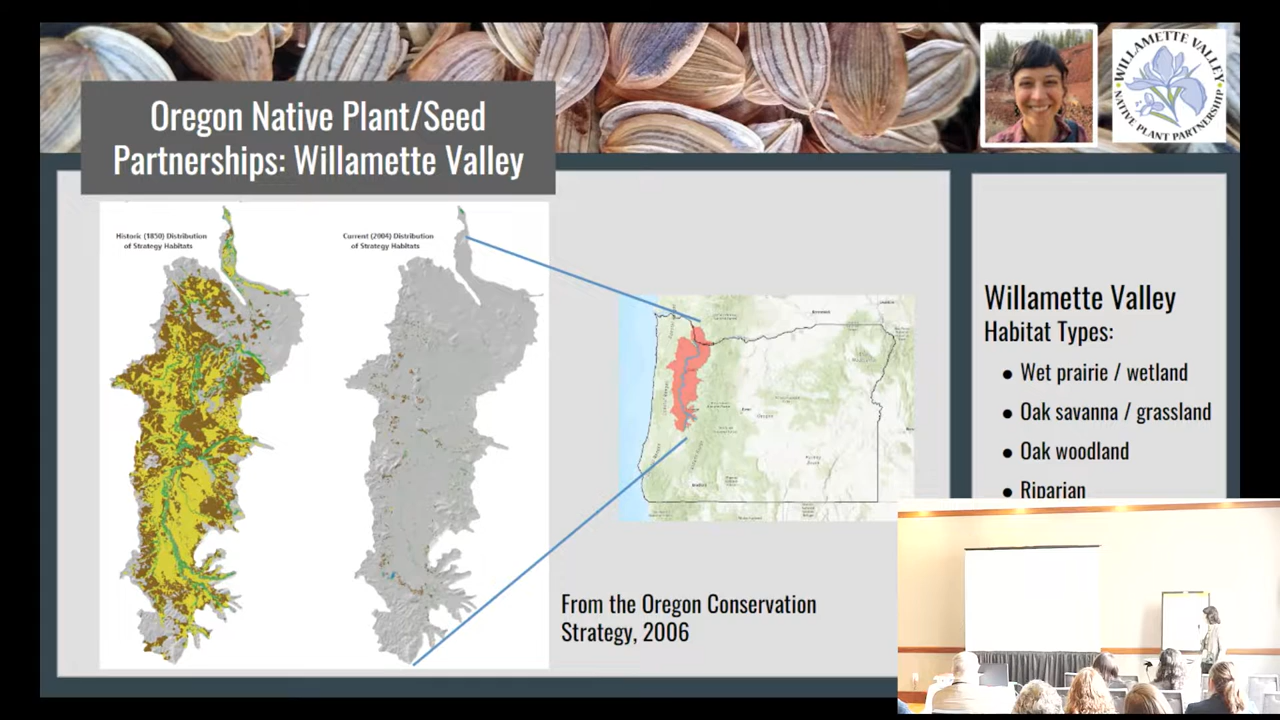 Oregon Native Plant/Seed
Partnerships: Willamette Valley
WILLAMETTE VALLEY
NATIVE PLANT PARTNERSHIP
Historic (1850) Distribution
of Strategy Habitats
Current (2004) Distribution
of Strategy Habitats
From the Oregon Conservation
Strategy, 2006
Willamette Valley
Habitat Types:
● Wet prairie / wetland
● Oak savanna / grassland
● Oak woodland
● Riparian